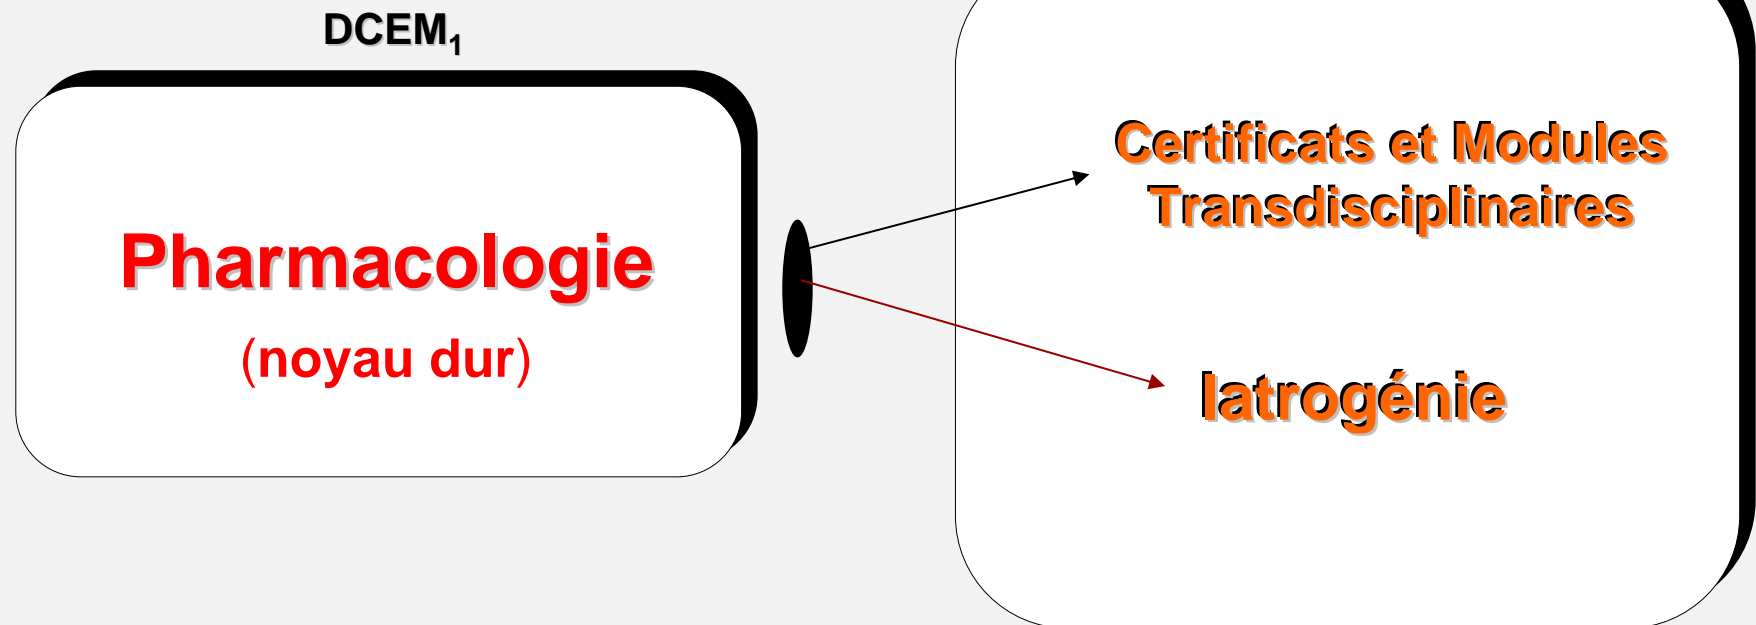 DCEM1
Pharmacologie
(noyau dur)
Certificats et Modules
Transdisciplinaires
Iatrogénie